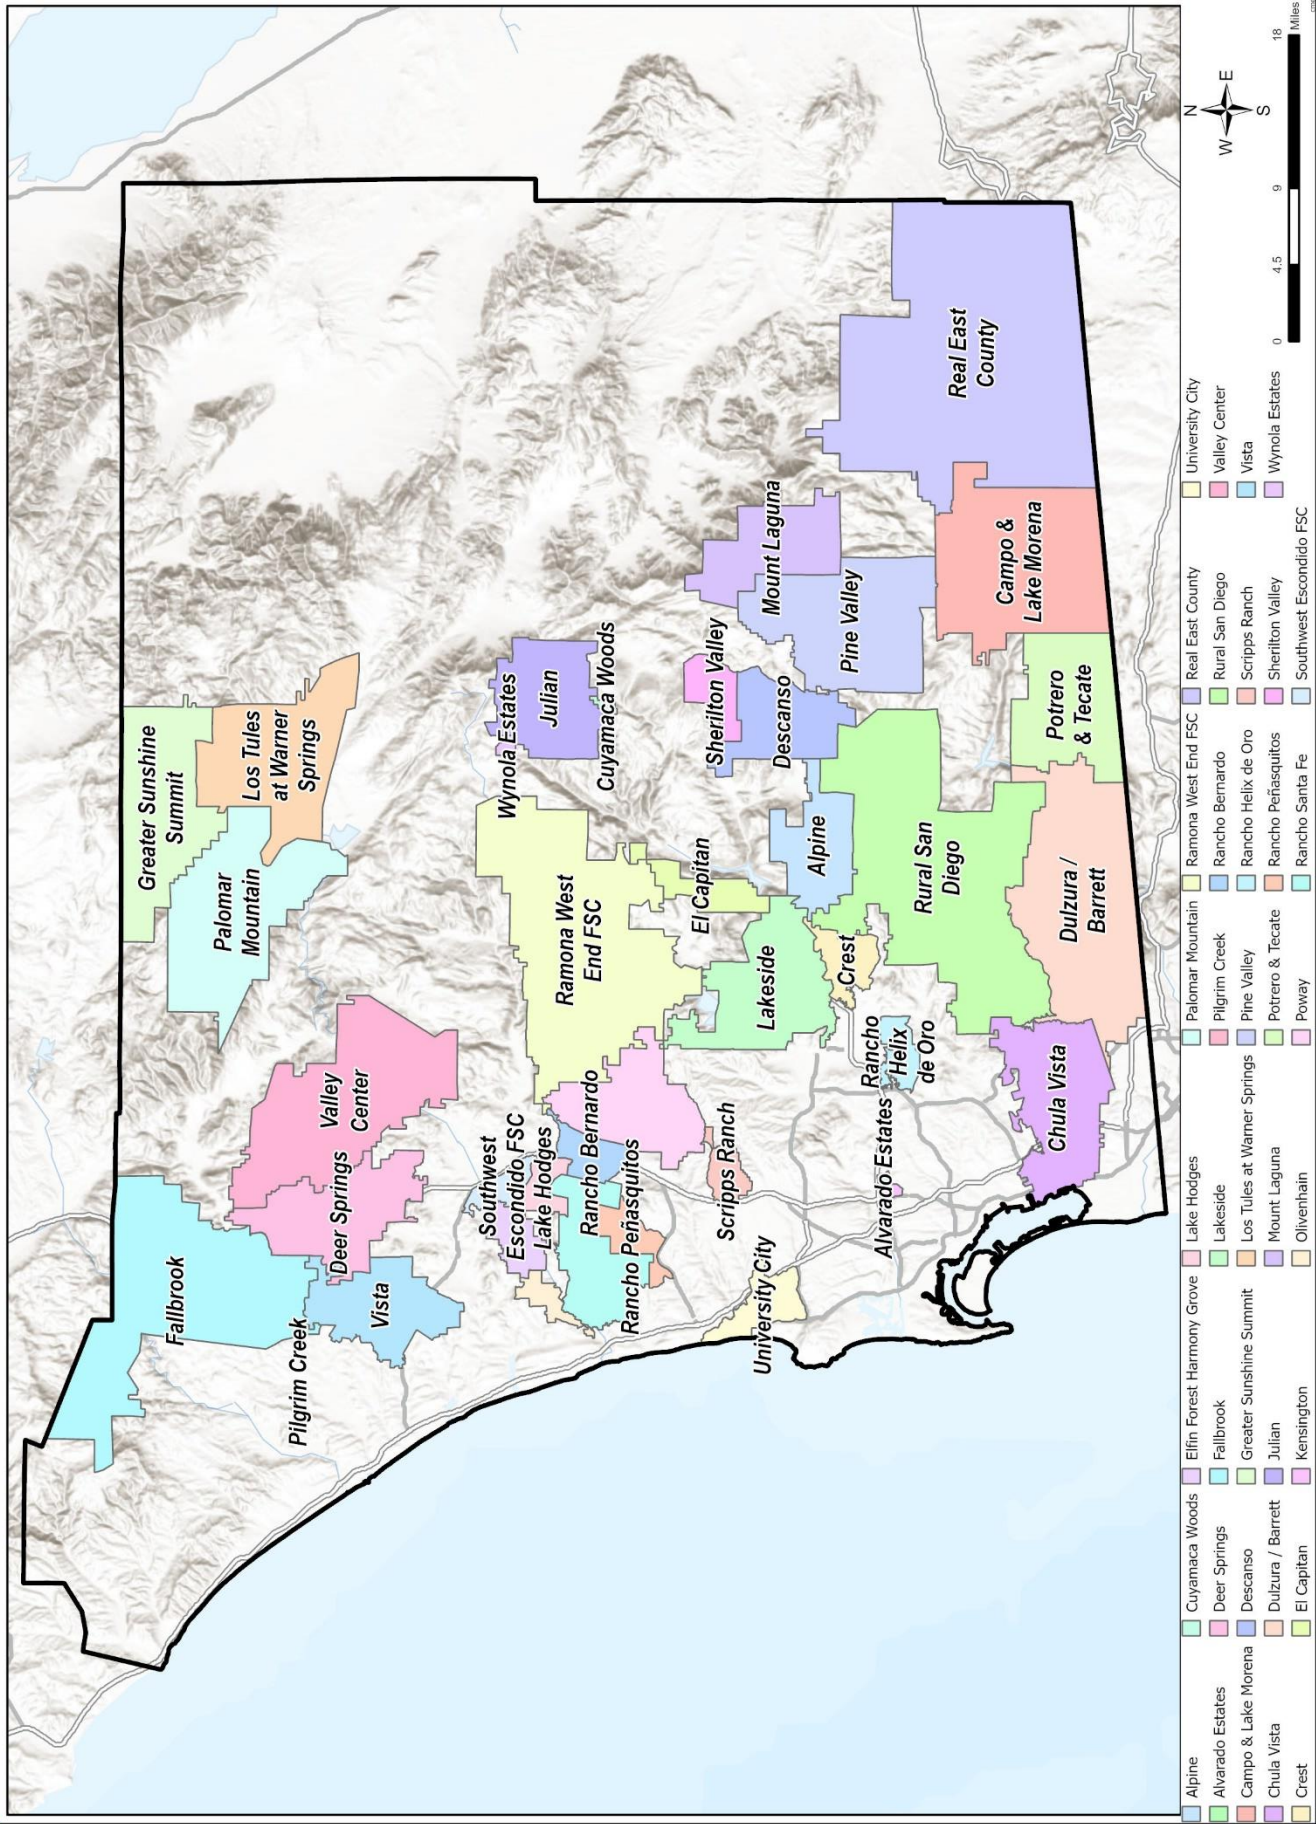 Greater Sunshine
Summit
Los Tules
at Warner
Springs
Palomar
Mountain
Fallbrook
Valley
Center
Deer Springs
Vista
Pilgrim Creek
Wynola Estates
Julian
Cuyamaca Woods
Southwest
Escondido FSC
Lake Hodges
Ramona West
End FSC
Rancho Bernardo
Rancho Peñasquitos
El Capitan
Sherilton Valley
Mount Laguna
Descanso
Pine Valley
Scripps Ranch
University City
Lakeside
Alpine
Crest
Rancho
Helix
de Oro
Alvarado Estates
Rural San
Diego
Real East
County
Campo &
Lake Morena
Potrero
& Tecate
Dulzura /
Barrett
Chula Vista
Alpine
Alvarado Estates
Campo & Lake Morena
Chula Vista
Crest
Cuyamaca Woods
Deer Springs
Descanso
Dulzura / Barrett
El Capitan
Elfin Forest Harmony Grove
Fallbrook
Greater Sunshine Summit
Julian
Kensington
Lake Hodges
Lakeside
Los Tules at Warner Springs
Mount Laguna
Olivenhain
Palomar Mountain
Pilgrim Creek
Pine Valley
Potrero & Tecate
Poway
Ramona West End FSC
Rancho Bernardo
Rancho Helix de Oro
Rancho Peñasquitos
Rancho Santa Fe
Real East County
Rural San Diego
Scripps Ranch
Sherilton Valley
Southwest Escondido FSC
University City
Valley Center
Vista
Wynola Estates
N
W
E
S
0 4.5 9 18
Miles